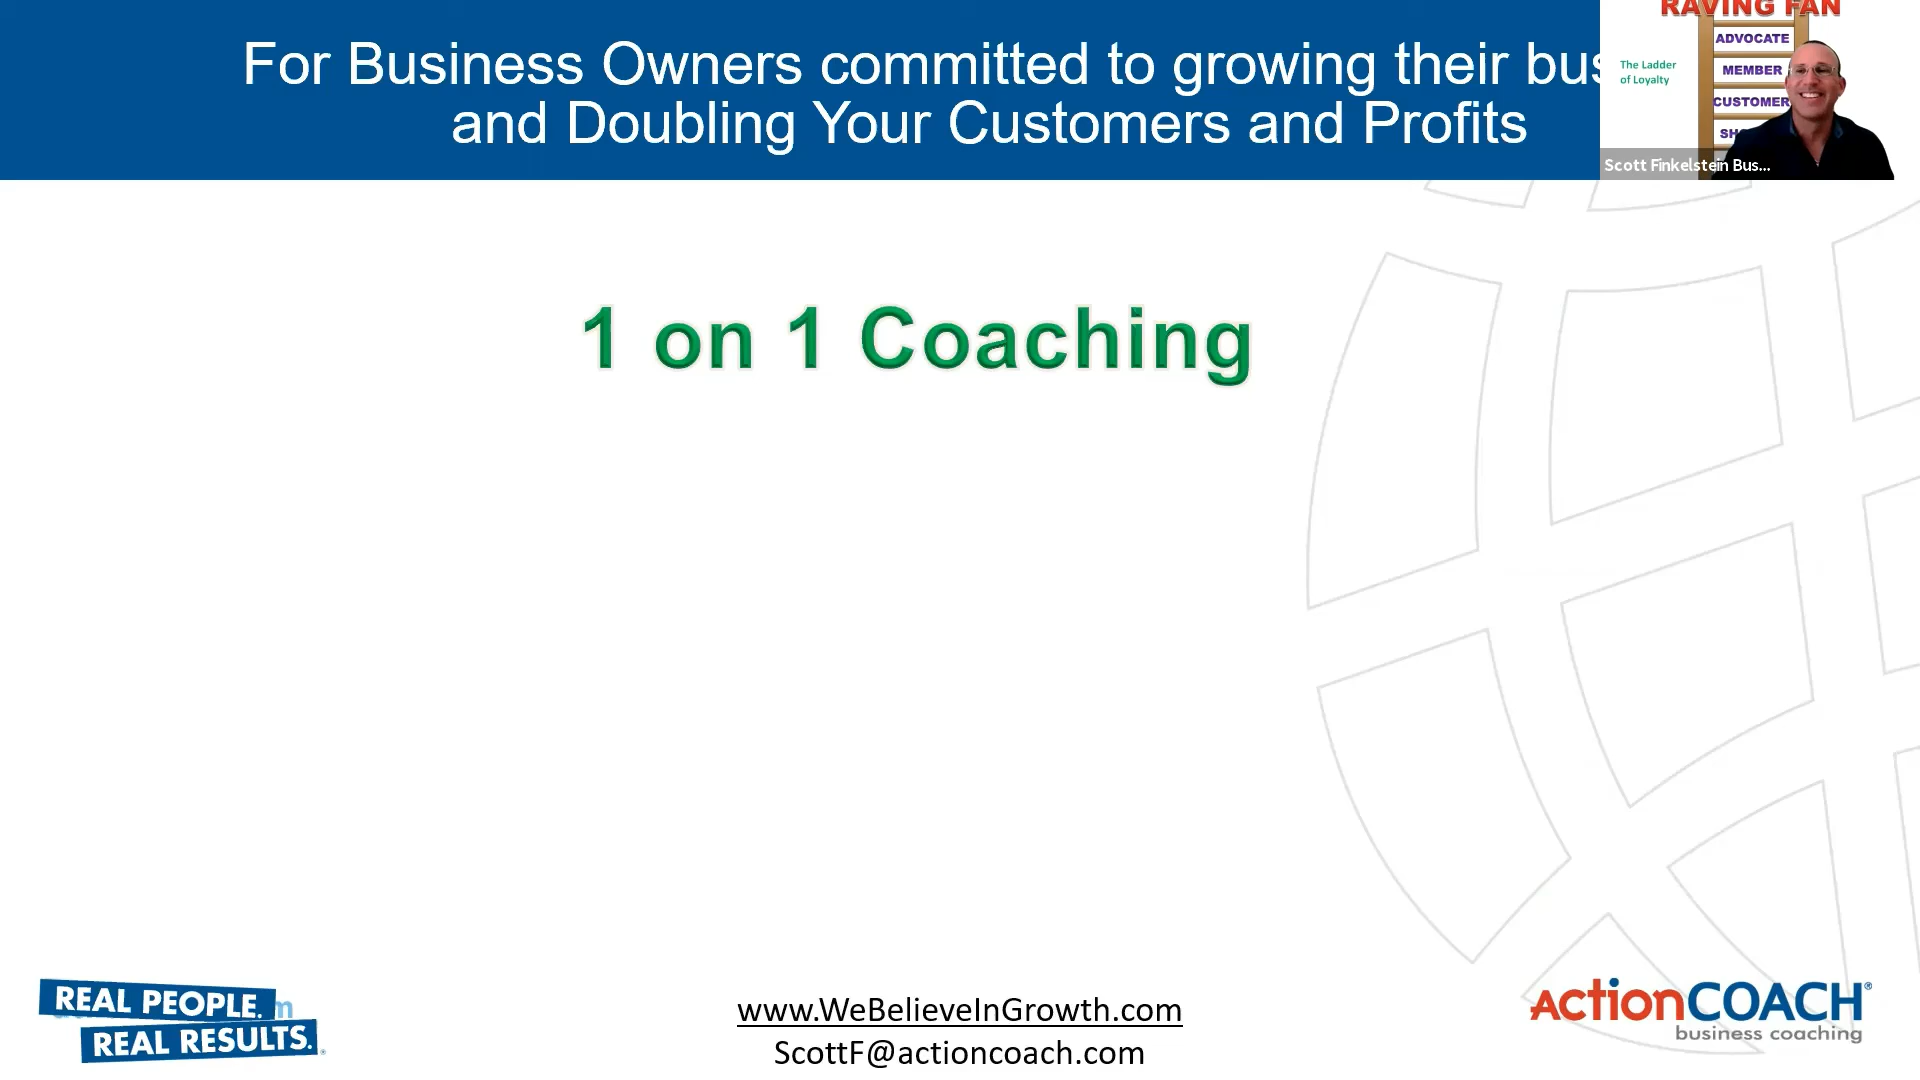 For Business Owners committed to growing their bus
and Doubling Your Customers and Profits
RAVING FAN
ADVOCATE
The Ladder
of Loyalty
MEMBER
CUSTOMER
SH
Scott Finkelstein Bus...
1 on 1 Coaching
REAL PEOPLE.
REAL RESULTS.
www.WeBelieveInGrowth.com
ScottF@actioncoach.com
ActionCOACH®
business coaching